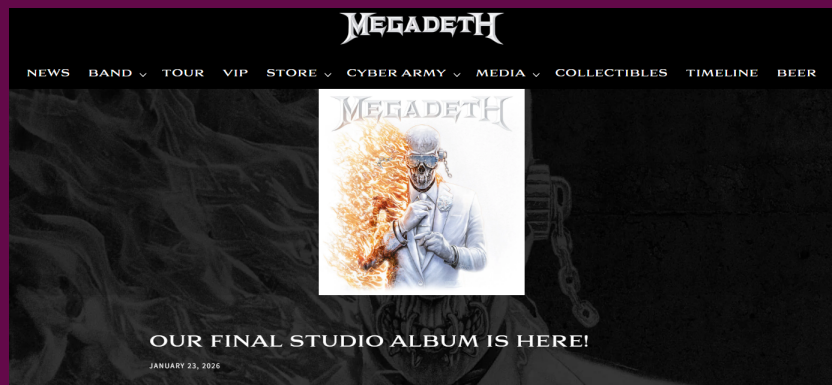 MEGADETH
NEWS BAND TOUR VIP STORE CYBER ARMY MEDIA COLLECTIBLES TIMELINE BEER
MEGADETH
OUR FINAL STUDIO ALBUM IS HERE!
JANUARY 23, 2026